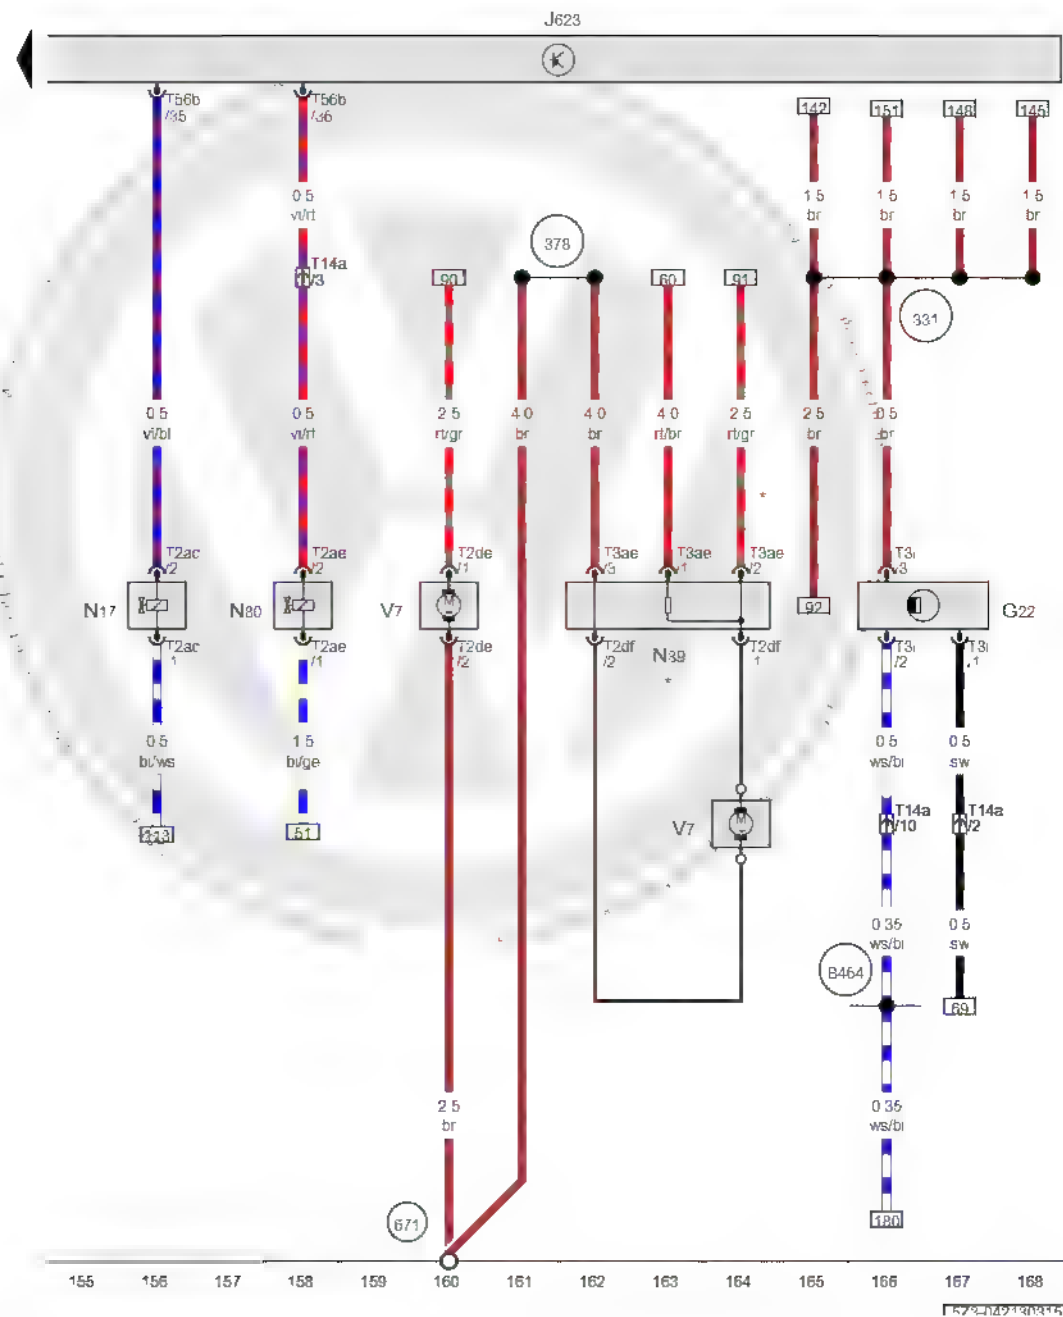 J623
K
T56b
/35
T56b
/36
142
151
148
145
0 5
vi/rt
1 5
br
1 5
br
1 5
br
1 5
br
378
T14a
/3
90
60
91
331
0 5
vi/bl
0 5
vi/rt
2 5
rt/gr
4 0
br
4 0
br
4 0
rt/br
2 5
rt/gr
2 5
br
0 5
br
*
T2ac
/2
T2ae
/2
T2de
/1
T3ae
/3
T3ae
/1
T3ae
/2
T3i
/3
N17
N80
V7
M
92
G22
T2ac
1
T2ae
/1
T2de
/2
T2df
/2
N39
*
T2df
1
T3i
/2
T3i
1
0 5
bl/ws
1 5
bl/ge
0 5
ws/bl
0 5
sw
113
51
V7
M
T14a
/10
T14a
/2
0 35
ws/bl
0 5
sw
B464
69
2 5
br
0 35
ws/bl
671
180
155 156 157 158 159 160 161 162 163 164 165 166 167 168